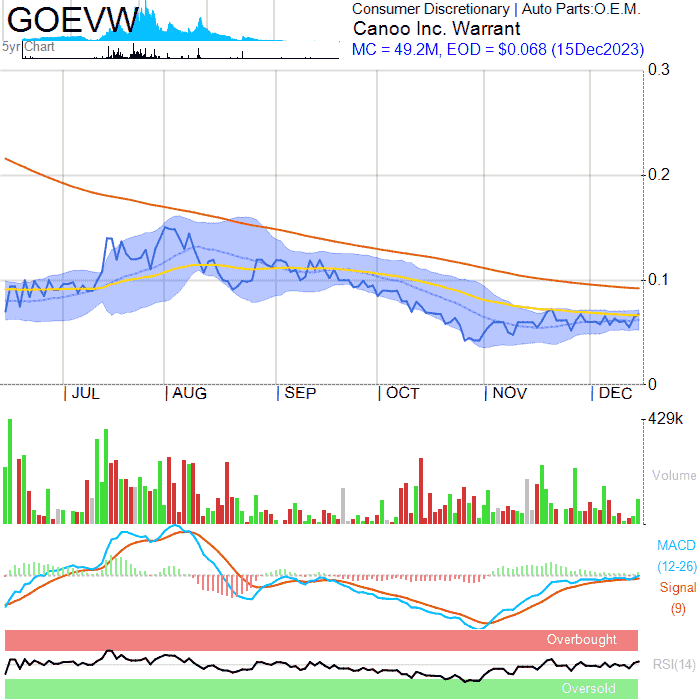 GOEVW
5yr Chart
Consumer Discretionary | Auto Parts:O.E.M.
Canoo Inc. Warrant
MC = 49.2M, EOD = $0.068 (15Dec2023)
0.3
0.2
0.1
0
JUL AUG SEP OCT NOV DEC
429k
Volume
MACD
(12-26)
Signal
(9)
Overbought
RSI(14)
Oversold